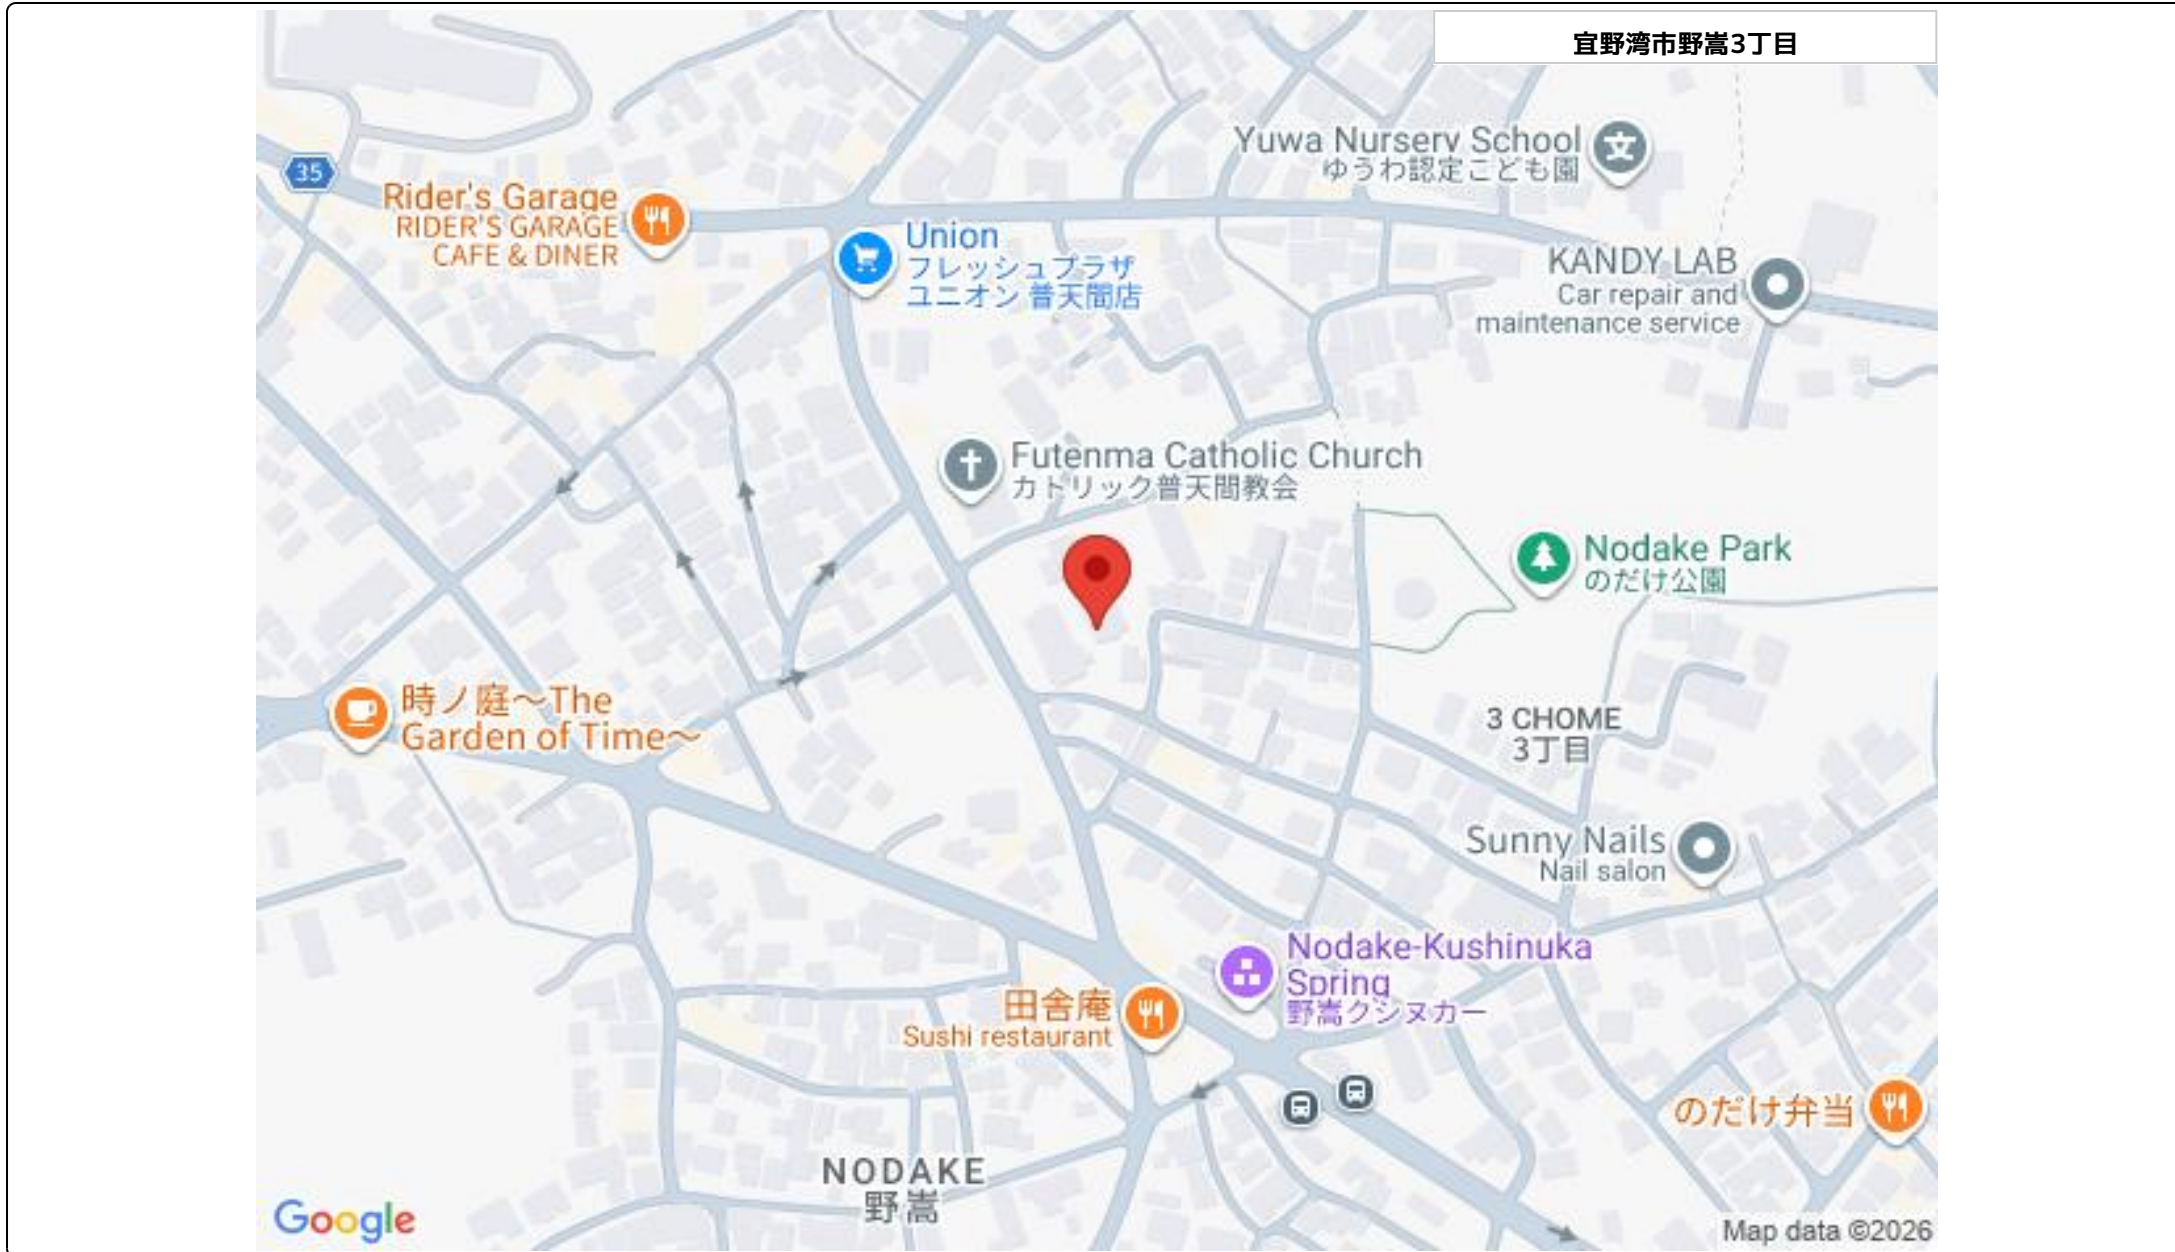 宜野湾市野嵩3丁目
Yuwa Nursery School
ゆうわ認定こども園
35
Rider's Garage
RIDER'S GARAGE
CAFE & DINER
Union
フレッシュプラザ
ユニオン 普天間店
KANDY LAB
Car repair and
maintenance service
Futenma Catholic Church
カトリック普天間教会
Nodake Park
のだけ公園
時ノ庭～The
Garden of Time～
3 CHOME
3丁目
Sunny Nails
Nail salon
Nodake-Kushinuka
Spring
野嵩クシヌカー
田舎庵
Sushi restaurant
のだけ弁当
NODAKE
野嵩
Google
Map data ©2026